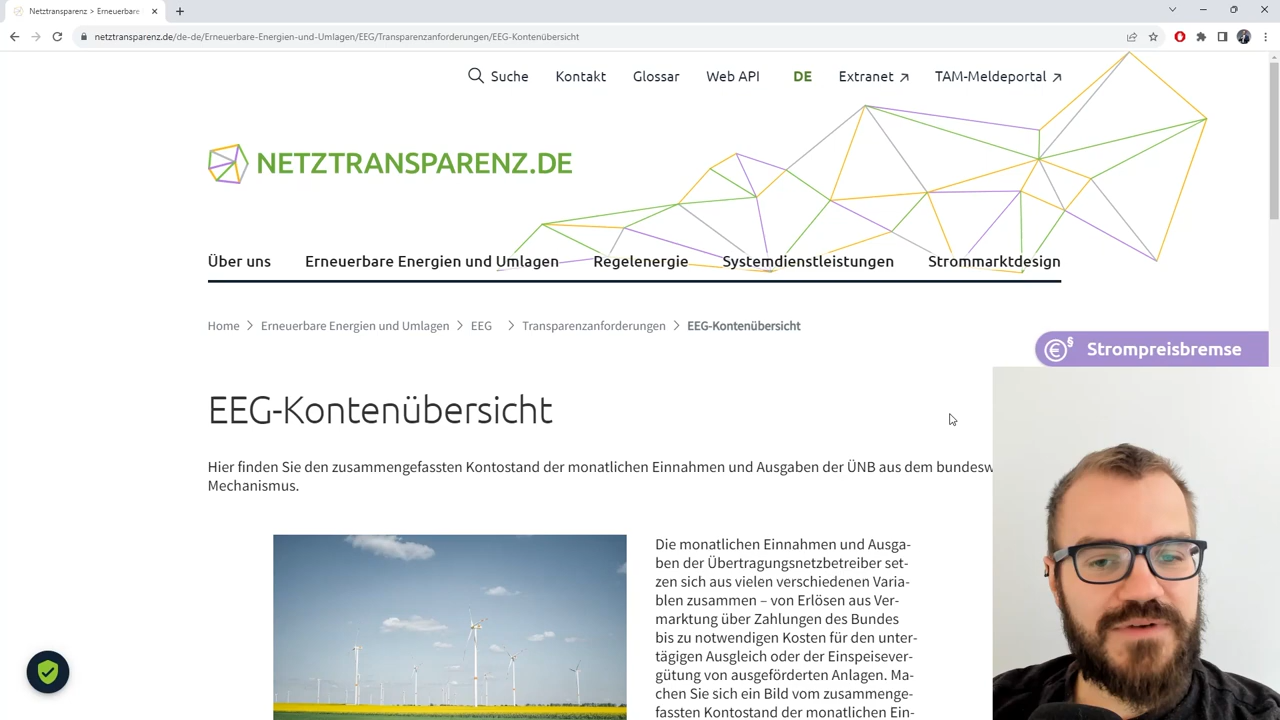 Netztransparenz > Erneuerbare
netztransparenz.de/de-de/Erneuerbare-Energien-und-Umlagen/EEG/Transparenzanforderungen/EEG-Kontenübersicht
Suche Kontakt Glossar Web API DE Extranet TAM-Meldeportal
NETZTRANSPARENZ.DE
Über uns Erneuerbare Energien und Umlagen Regelenergie Systemdienstleistungen Strommarktdesign
Home Erneuerbare Energien und Umlagen EEG Transparenzanforderungen EEG-Kontenübersicht
€§ Strompreisbremse
EEG-Kontenübersicht
Hier finden Sie den zusammengefassten Kontostand der monatlichen Einnahmen und Ausgaben der ÜNB aus dem bundesw
Mechanismus.
Die monatlichen Einnahmen und Ausga-
ben der Übertragungsnetzbetreiber set-
zen sich aus vielen verschiedenen Varia-
blen zusammen – von Erlösen aus Ver-
marktung über Zahlungen des Bundes
bis zu notwendigen Kosten für den unter-
tägigen Ausgleich oder der Einspeisever-
gütung von ausgeförderten Anlagen. Ma-
chen Sie sich ein Bild vom zusammenge-
fassten Kontostand der monatlichen Ein-